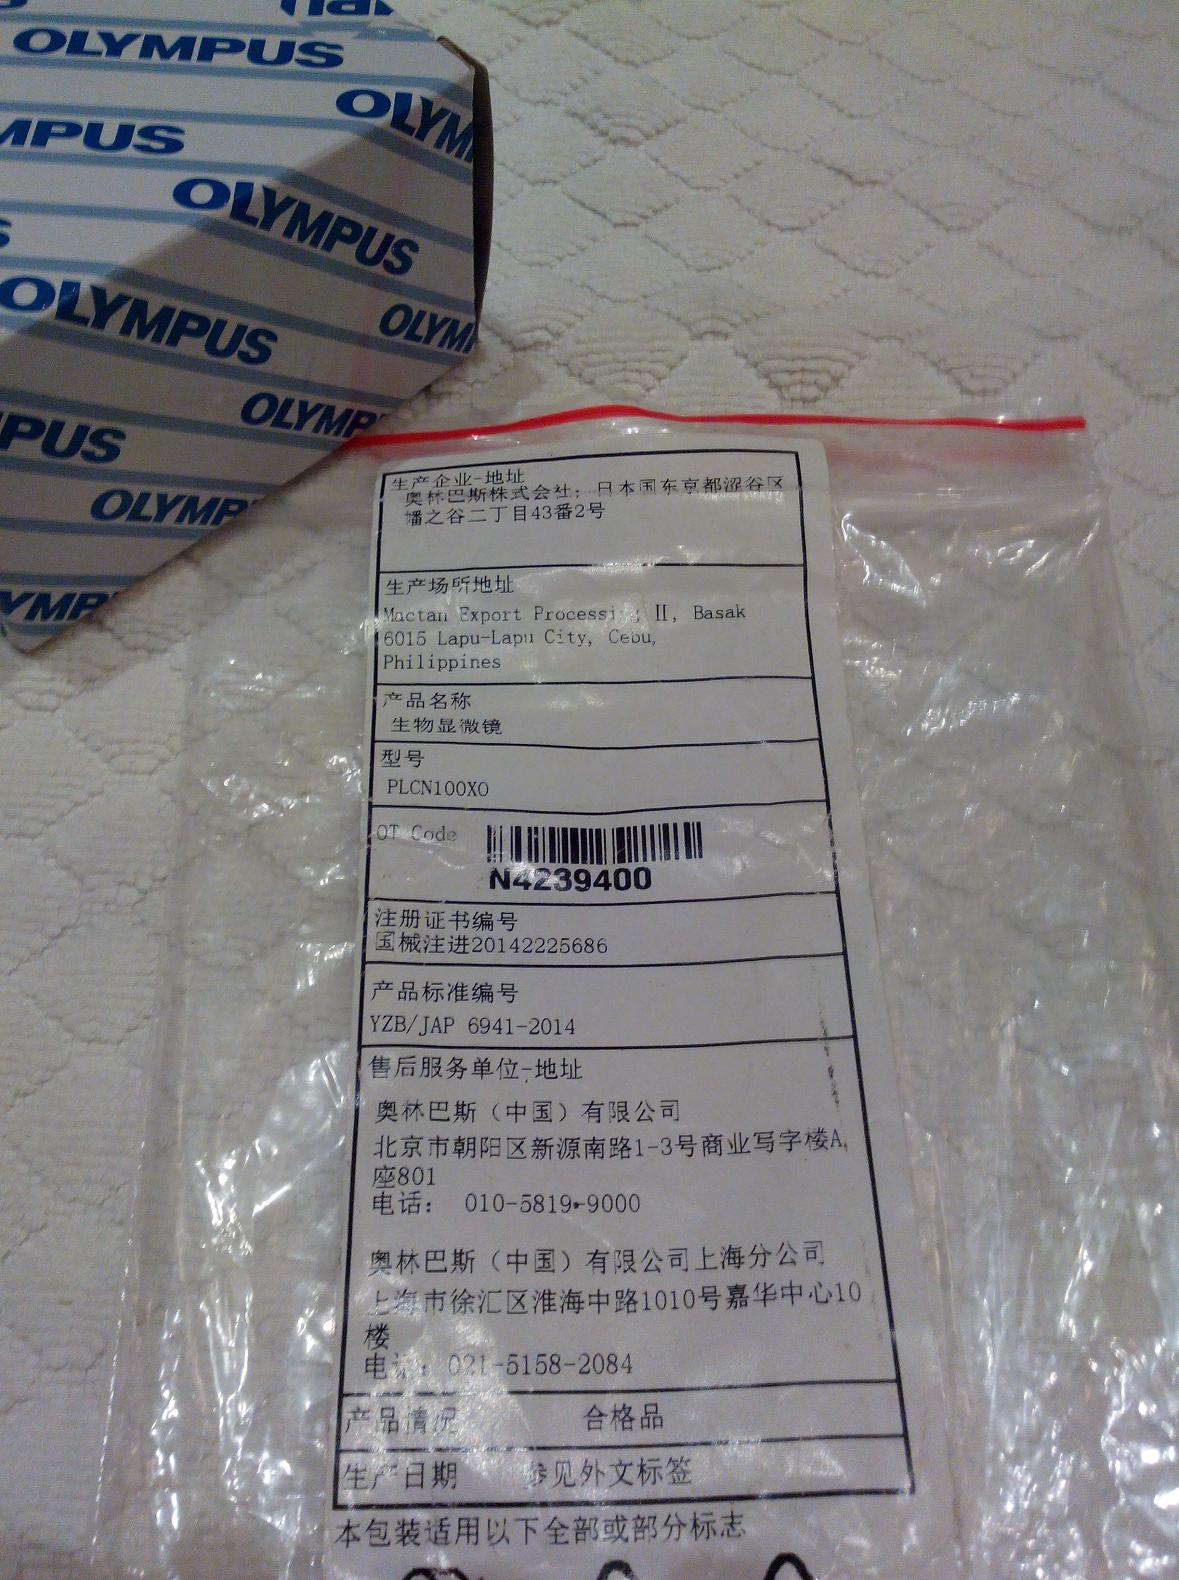 OLYMPUS
OLYM
MPUS
OLYMPUS
OLYMPUS
OLYM
OLYMP
PUS
OLYMPU
YMP
生产企业-地址
奥林巴斯株式会社：日本国东京都涩谷区
幡之谷二丁目43番2号
生产场所地址
Mactan Export Processing II, Basak
6015 Lapu-Lapu City, Cebu,
Philippines
产品名称
生物显微镜
型号
PLCN100XO
OT Code
N4239400
注册证书编号
国械注进20142225686
产品标准编号
YZB/JAP 6941-2014
售后服务单位-地址
奥林巴斯（中国）有限公司
北京市朝阳区新源南路1-3号商业写字楼A
座801
电话： 010-5819-9000
奥林巴斯（中国）有限公司上海分公司
上海市徐汇区淮海中路1010号嘉华中心10
楼
电话：021-5158-2084
产品情况 合格品
生产日期 参见外文标签
本包装适用以下全部或部分标志